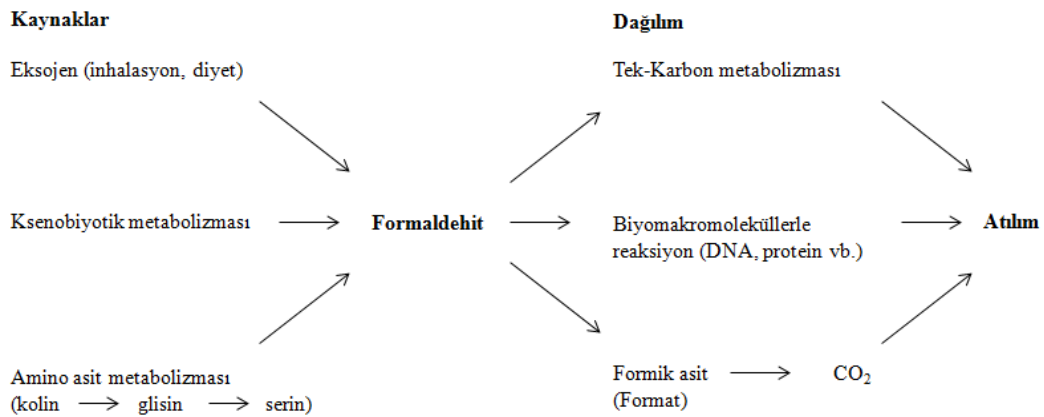 Kaynaklar
Dağılım
Eksojen (inhalasyon, diyet)
Tek-Karbon metabolizması
Ksenobiyotik metabolizması
Formaldehit
Biyomakromoleküllerle
reaksiyon (DNA, protein vb.)
Atılım
Amino asit metabolizması
(kolin → glisin → serin)
Formik asit → CO₂
(Format)